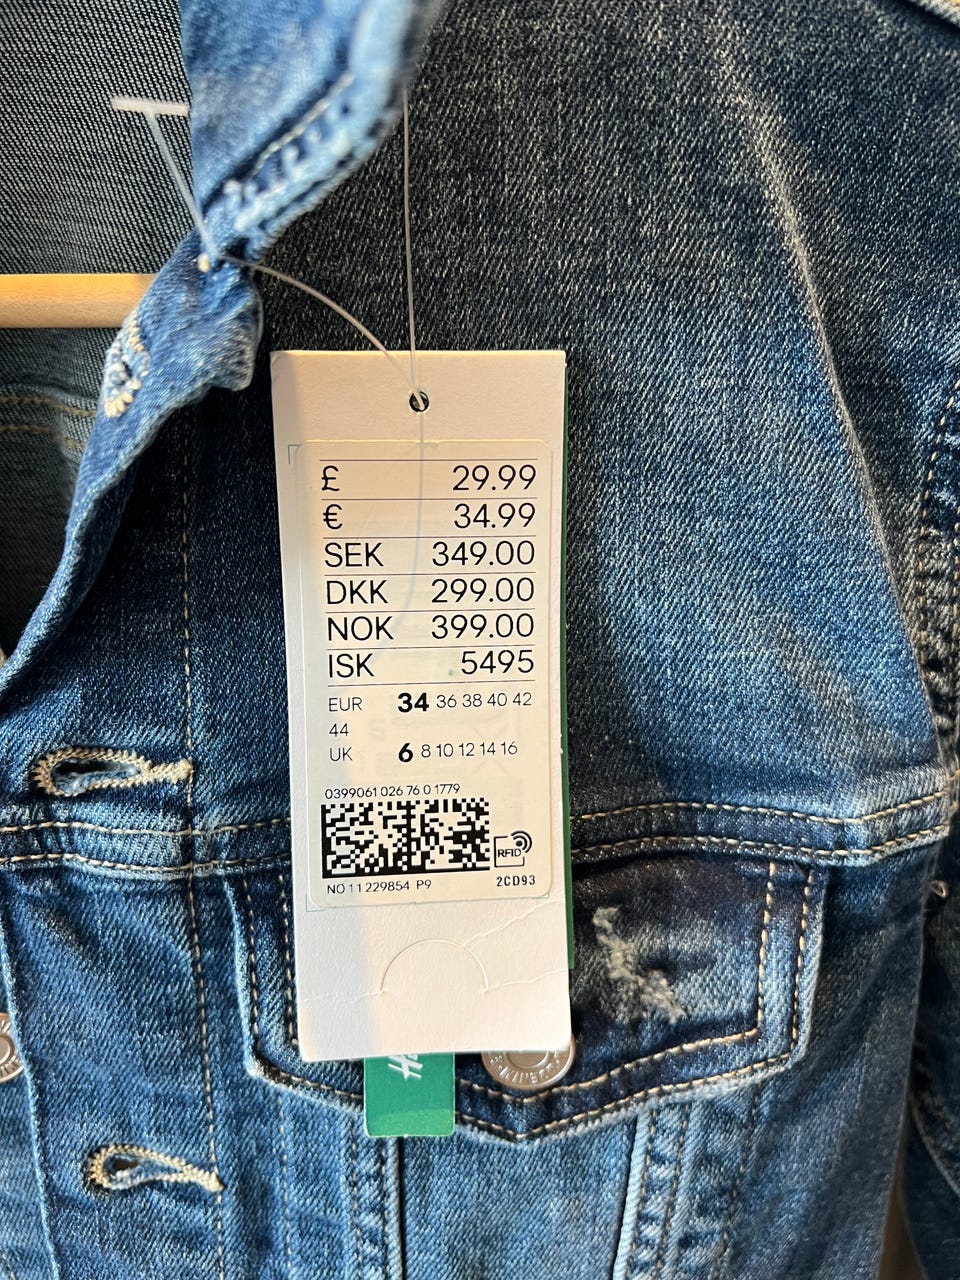 £ 29.99
€ 34.99
SEK 349.00
DKK 299.00
NOK 399.00
ISK 5495
EUR 34 36 38 40 42
44
UK 6 8 10 12 14 16
0399061 026 76 0 1779
RFID
NO 11229854 P9 2CD93